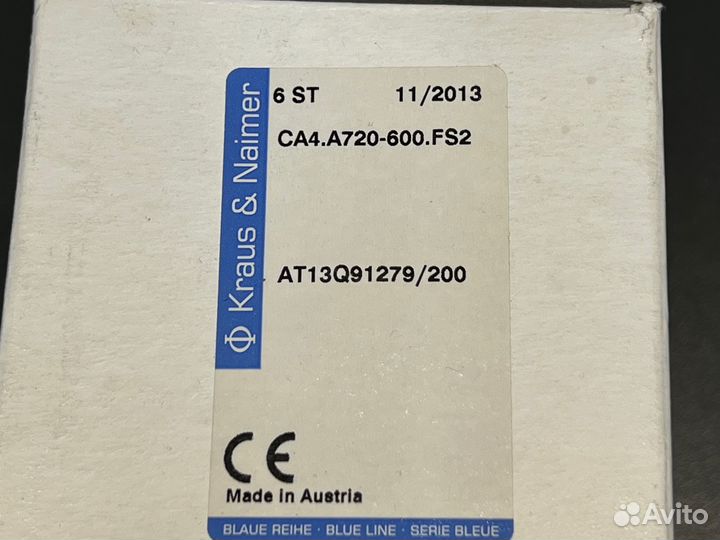 6 ST 11/2013
CA4.A720-600.FS2
Kraus & Naimer
AT13Q91279/200
CE
Made in Austria
BLAUE REIHE · BLUE LINE · SERIE BLEUE
Avito